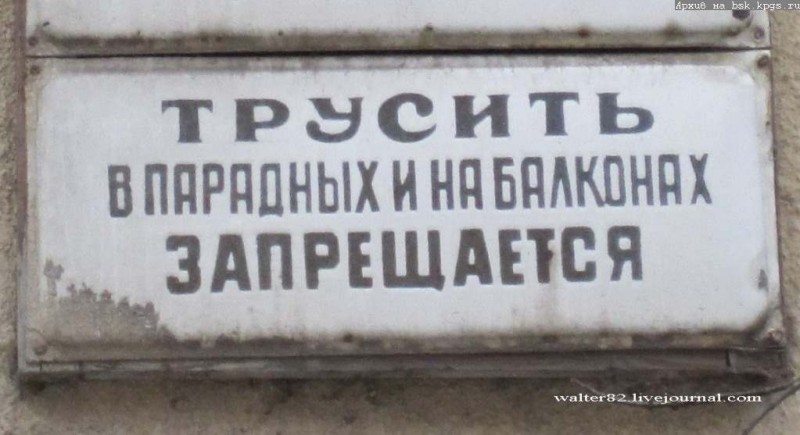 Архив на bsk.kpgs.ru
ТРУСИТЬ
В ПАРАДНЫХ И НА БАЛКОНАХ
ЗАПРЕЩАЕТСЯ
walter82.livejournal.com